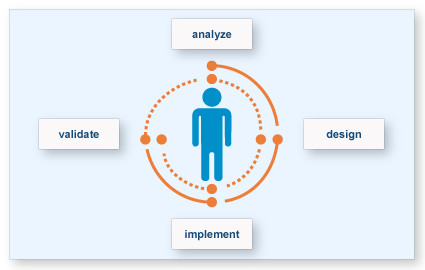 analyze
validate
design
implement